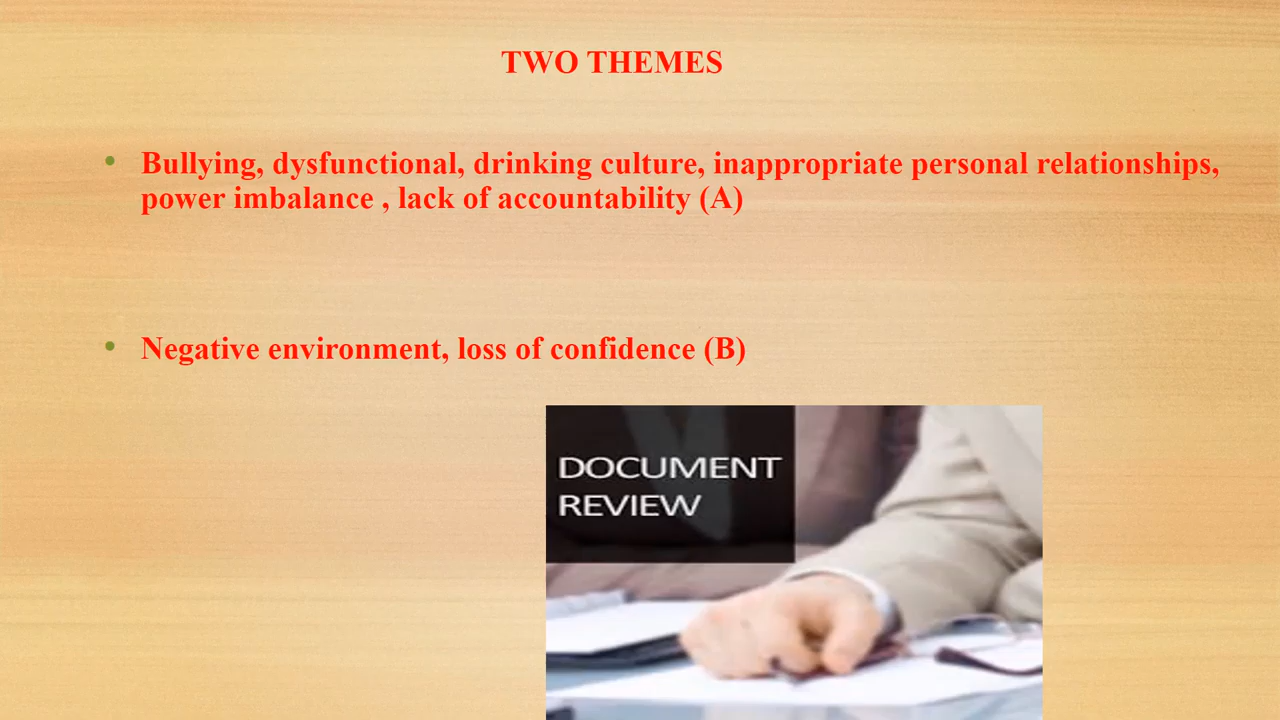 TWO THEMES
• Bullying, dysfunctional, drinking culture, inappropriate personal relationships,
power imbalance , lack of accountability (A)
• Negative environment, loss of confidence (B)
DOCUMENT
REVIEW